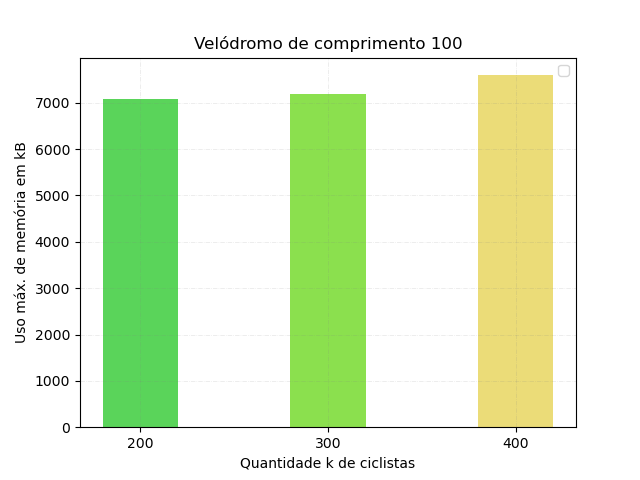 Velódromo de comprimento 100
Uso máx. de memória em kB
7000
6000
5000
4000
3000
2000
1000
0
200 300 400
Quantidade k de ciclistas